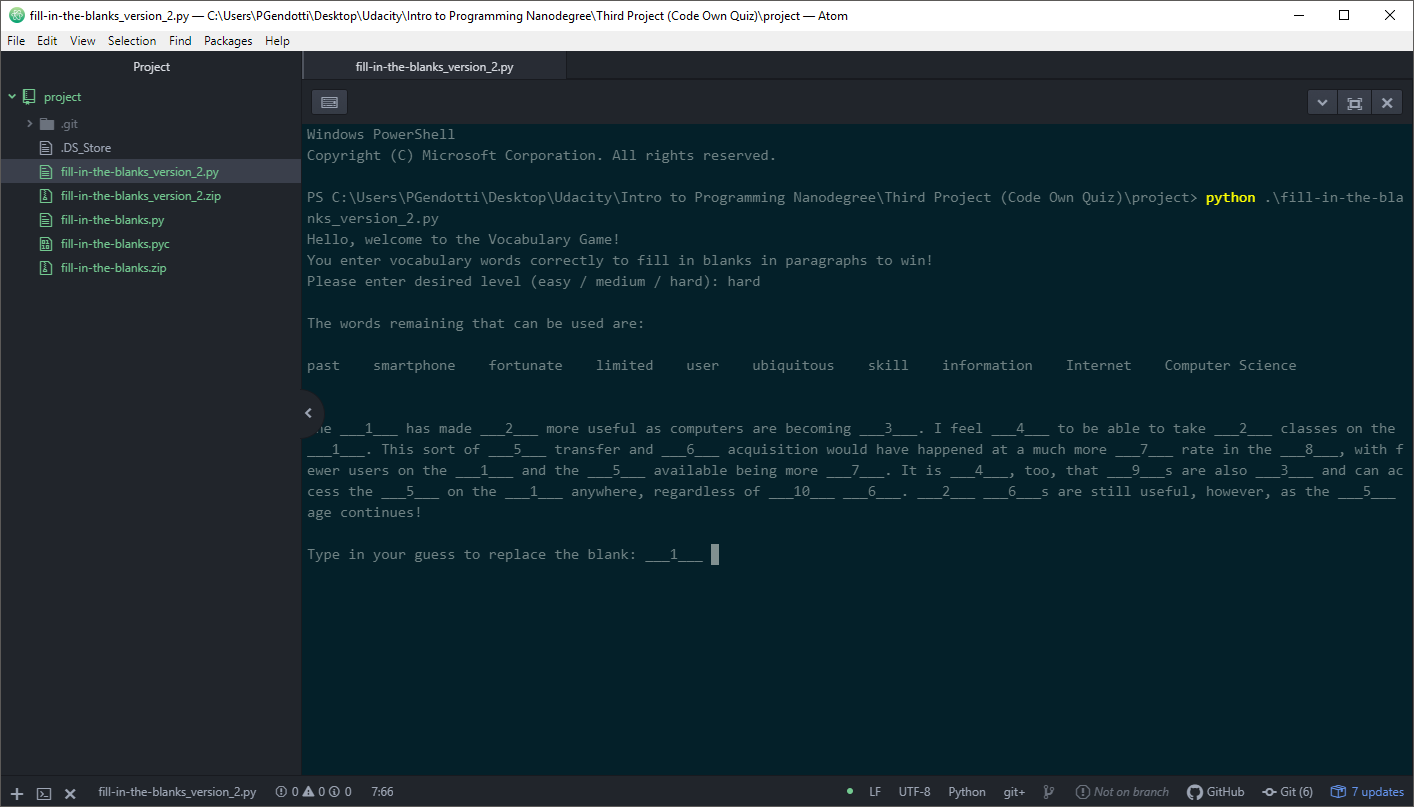 fill-in-the-blanks_version_2.py — C:\Users\PGendotti\Desktop\Udacity\Intro to Programming Nanodegree\Third Project (Code Own Quiz)\project — Atom
File Edit View Selection Find Packages Help
Project
fill-in-the-blanks_version_2.py
project
.git
.DS_Store
fill-in-the-blanks_version_2.py
fill-in-the-blanks_version_2.zip
fill-in-the-blanks.py
fill-in-the-blanks.pyc
fill-in-the-blanks.zip
Windows PowerShell
Copyright (C) Microsoft Corporation. All rights reserved.
PS C:\Users\PGendotti\Desktop\Udacity\Intro to Programming Nanodegree\Third Project (Code Own Quiz)\project> python .\fill-in-the-bla
nks_version_2.py
Hello, welcome to the Vocabulary Game!
You enter vocabulary words correctly to fill in blanks in paragraphs to win!
Please enter desired level (easy / medium / hard): hard
The words remaining that can be used are:
past smartphone fortunate limited user ubiquitous skill information Internet Computer Science
he ___1___ has made ___2___ more useful as computers are becoming ___3___. I feel ___4___ to be able to take ___2___ classes on the
___1___. This sort of ___5___ transfer and ___6___ acquisition would have happened at a much more ___7___ rate in the ___8___, with f
ewer users on the ___1___ and the ___5___ available being more ___7___. It is ___4___, too, that ___9___s are also ___3___ and can ac
cess the ___5___ on the ___1___ anywhere, regardless of ___10___ ___6___. ___2___ ___6___s are still useful, however, as the ___5___
age continues!
Type in your guess to replace the blank: ___1___
fill-in-the-blanks_version_2.py 0 0 0 7:66 LF UTF-8 Python git+ Not on branch GitHub Git (6) 7 updates